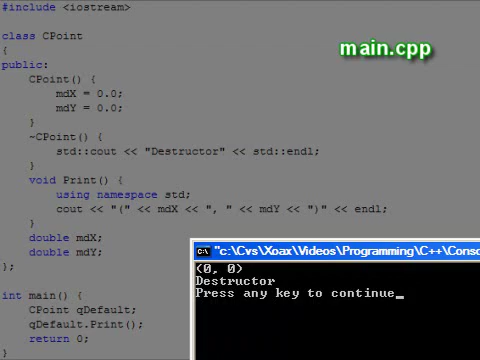 #include <iostream>
main.cpp
class CPoint
{
public:
CPoint() {
mdX = 0.0;
mdY = 0.0;
}
~CPoint() {
std::cout << "Destructor" << std::endl;
}
void Print() {
using namespace std;
cout << "(" << mdX << ", " << mdY << ")" << endl;
}
double mdX;
double mdY;
};
int main() {
CPoint qDefault;
qDefault.Print();
return 0;
}
"c:\Cvs\Xoax\Videos\Programming\C++\Conso
(0, 0)
Destructor
Press any key to continue_